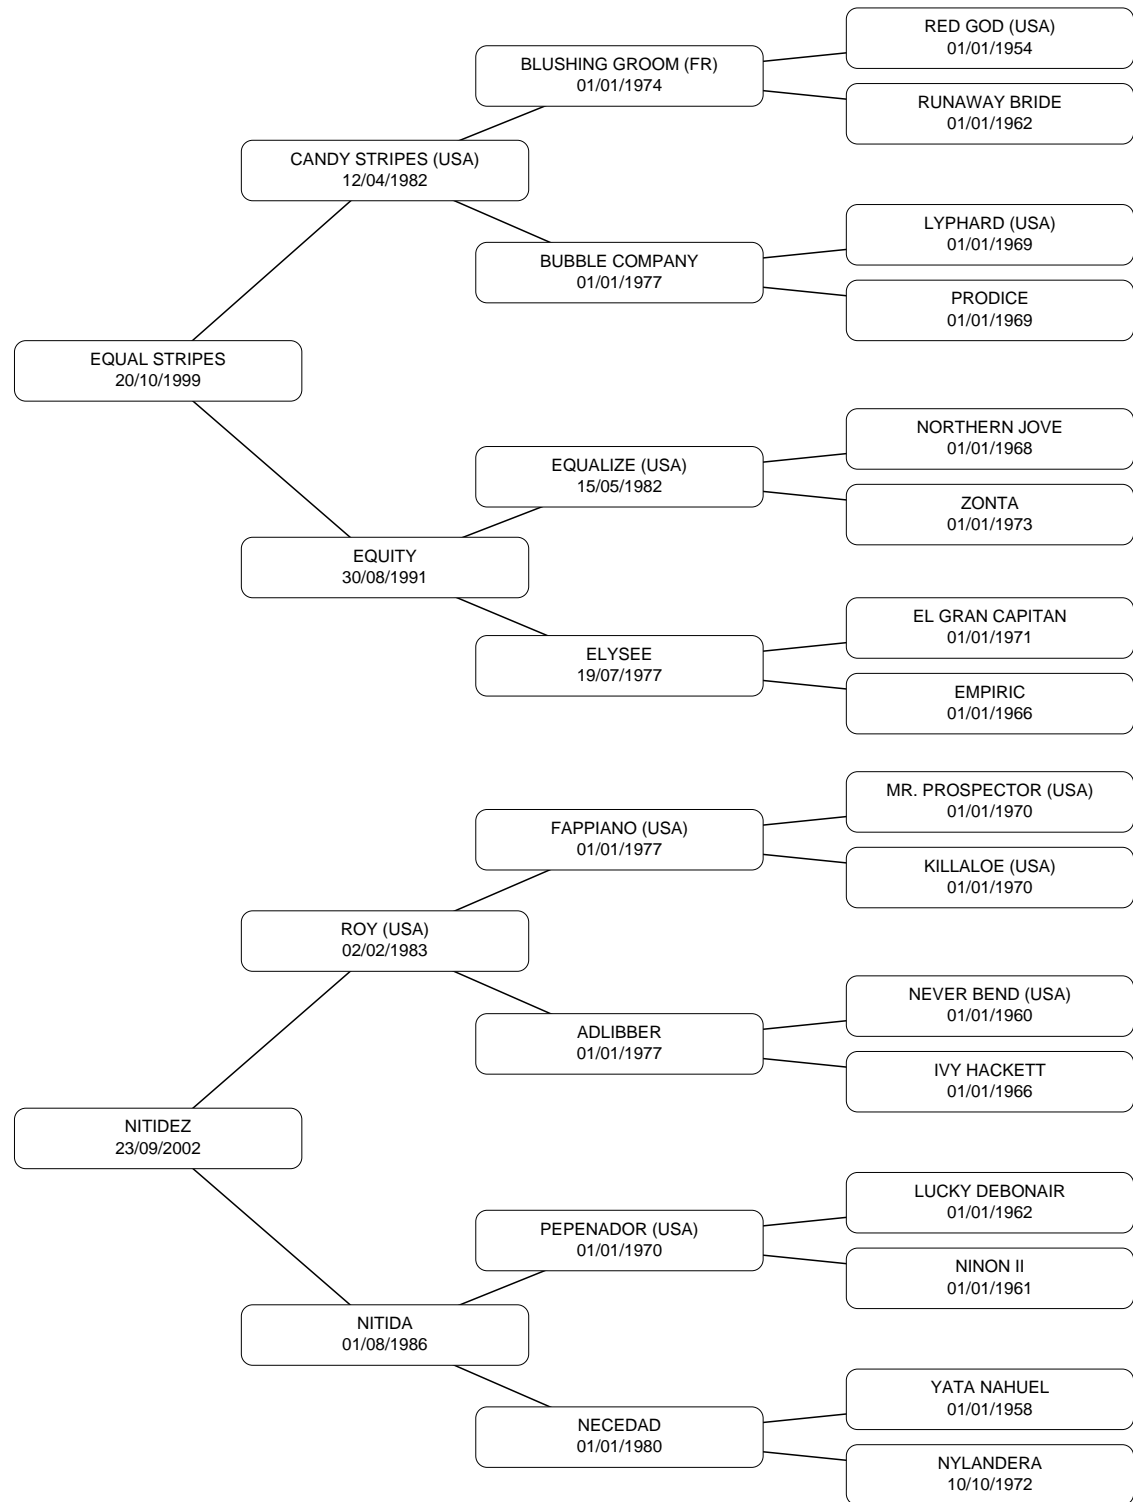 RED GOD (USA)
01/01/1954
BLUSHING GROOM (FR)
01/01/1974
RUNAWAY BRIDE
01/01/1962
CANDY STRIPES (USA)
12/04/1982
LYPHARD (USA)
01/01/1969
BUBBLE COMPANY
01/01/1977
PRODICE
01/01/1969
EQUAL STRIPES
20/10/1999
NORTHERN JOVE
01/01/1968
EQUALIZE (USA)
15/05/1982
ZONTA
01/01/1973
EQUITY
30/08/1991
EL GRAN CAPITAN
01/01/1971
ELYSEE
19/07/1977
EMPIRIC
01/01/1966
MR. PROSPECTOR (USA)
01/01/1970
FAPPIANO (USA)
01/01/1977
KILLALOE (USA)
01/01/1970
ROY (USA)
02/02/1983
NEVER BEND (USA)
01/01/1960
ADLIBBER
01/01/1977
IVY HACKETT
01/01/1966
NITIDEZ
23/09/2002
LUCKY DEBONAIR
01/01/1962
PEPENADOR (USA)
01/01/1970
NINON II
01/01/1961
NITIDA
01/08/1986
YATA NAHUEL
01/01/1958
NECEDAD
01/01/1980
NYLANDERA
10/10/1972